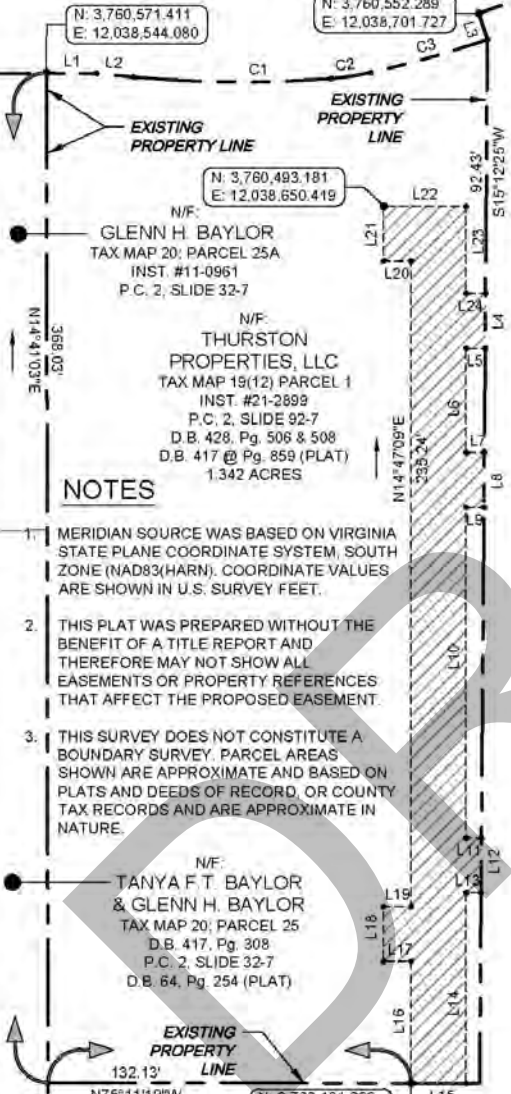 N: 3,760,571.411
E: 12,038,544.080
N: 3,760,552.289
E: 12,038,701.727
L1
L2
C1
C2
C3
L3
EXISTING
PROPERTY LINE
EXISTING
PROPERTY
LINE
92.43'
S15°12'25"W
N: 3,760,493.181
E: 12,038,650.419
L22
L21
L23
L20
L24
L4
N/F:
GLENN H. BAYLOR
TAX MAP 20; PARCEL 25A
INST. #11-0961
P.C. 2, SLIDE 32-7
N14°41'03"E
368.03'
N/F:
THURSTON
PROPERTIES, LLC
TAX MAP 19(12) PARCEL 1
INST. #21-2899
P.C. 2, SLIDE 92-7
D.B. 428, Pg. 506 & 508
D.B. 417 @ Pg. 859 (PLAT)
1.342 ACRES
L5
L6
L7
L8
L9
N14°47'09"E
235.24'
NOTES
1. MERIDIAN SOURCE WAS BASED ON VIRGINIA
STATE PLANE COORDINATE SYSTEM, SOUTH
ZONE (NAD83(HARN). COORDINATE VALUES
ARE SHOWN IN U.S. SURVEY FEET.
2. THIS PLAT WAS PREPARED WITHOUT THE
BENEFIT OF A TITLE REPORT AND
THEREFORE MAY NOT SHOW ALL
EASEMENTS OR PROPERTY REFERENCES
THAT AFFECT THE PROPOSED EASEMENT.
3. THIS SURVEY DOES NOT CONSTITUTE A
BOUNDARY SURVEY. PARCEL AREAS
SHOWN ARE APPROXIMATE AND BASED ON
PLATS AND DEEDS OF RECORD, OR COUNTY
TAX RECORDS AND ARE APPROXIMATE IN
NATURE.
L10
L11
L12
L13
N/F:
TANYA F.T. BAYLOR
& GLENN H. BAYLOR
TAX MAP 20; PARCEL 25
D.B. 417, Pg. 308
P.C. 2, SLIDE 32-7
D.B. 64, Pg. 254 (PLAT)
L19
L18
L17
L16
L14
EXISTING
PROPERTY
LINE
132.13'
L15